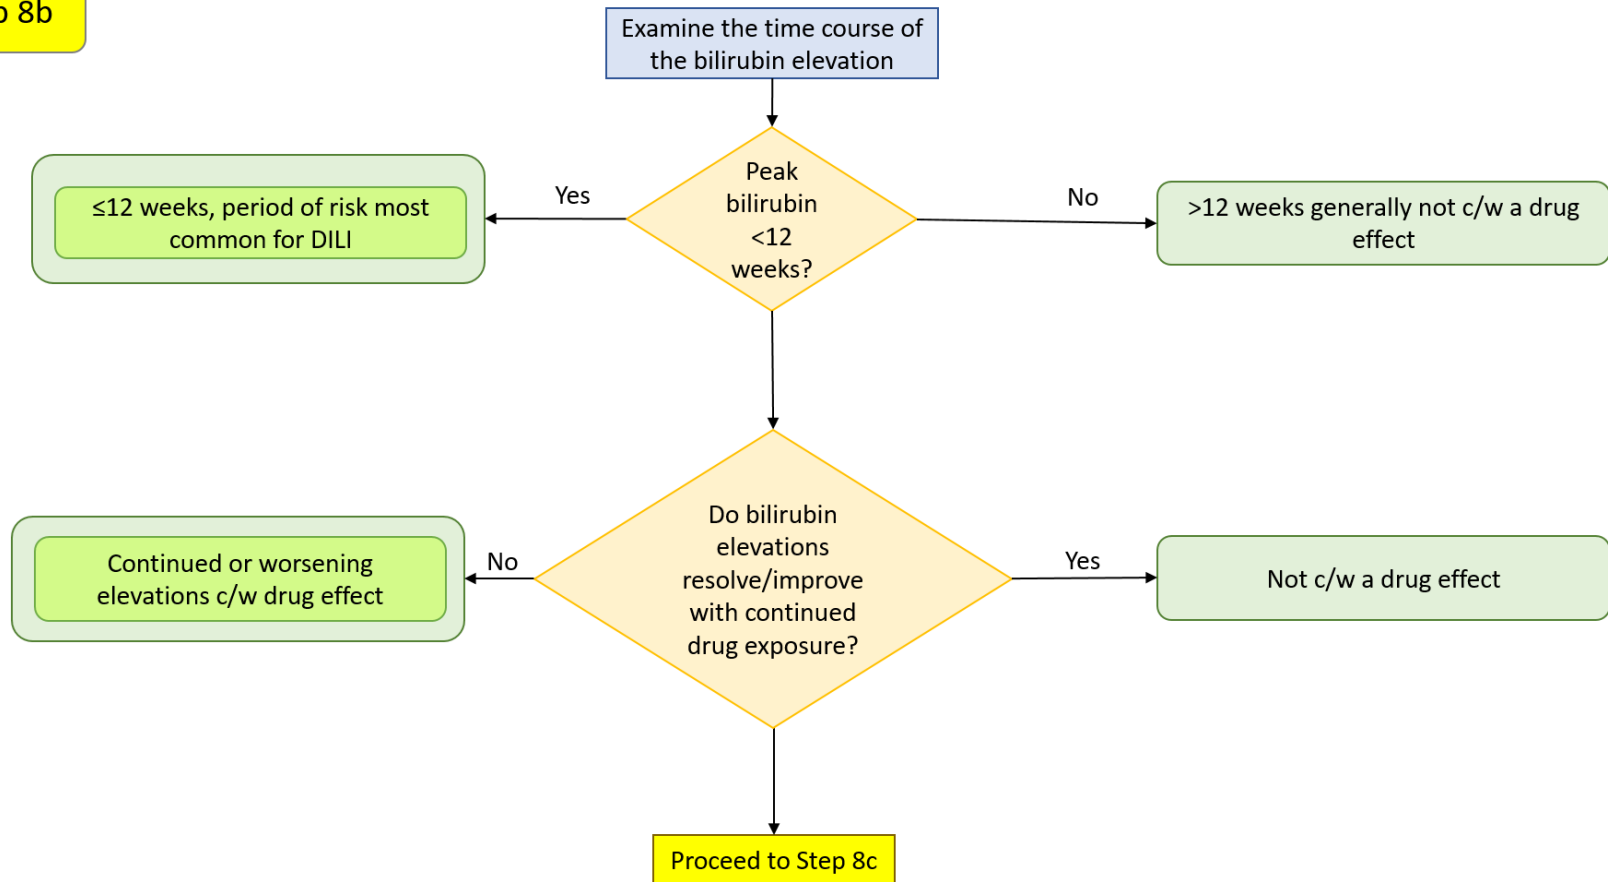 8b
Examine the time course of
the bilirubin elevation
Peak
bilirubin
<12
weeks?
Yes
No
≤12 weeks, period of risk most
common for DILI
>12 weeks generally not c/w a drug
effect
Do bilirubin
elevations
resolve/improve
with continued
drug exposure?
No
Yes
Continued or worsening
elevations c/w drug effect
Not c/w a drug effect
Proceed to Step 8c